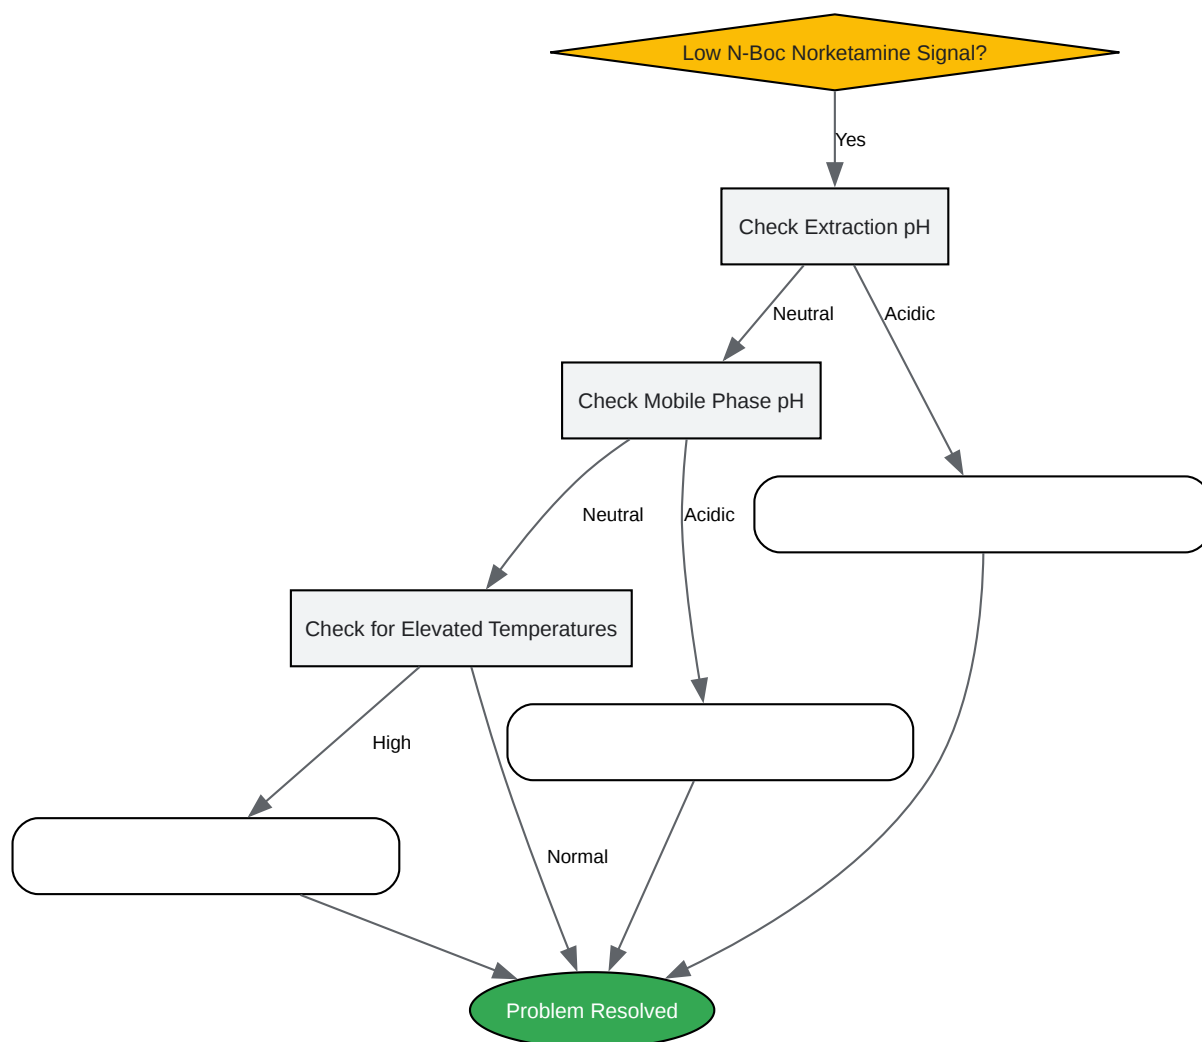 Low N-Boc Norketamine Signal?
Yes
Check Extraction pH
Neutral
Acidic
Check Mobile Phase pH
Neutral
Acidic
Check for Elevated Temperatures
High
Normal
Problem Resolved